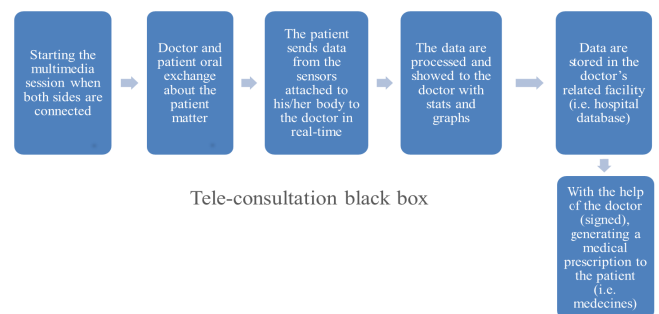 Starting the
multimedia
session when
both sides are
connected
Doctor and
patient oral
exchange
about the
patient
matter
The patient
sends data
from the
sensors
attached to
his/her body to
the doctor in
real-time
The data are
processed and
showed to the
doctor with
stats and
graphs
Data are
stored in the
doctor's
related facility
(i.e. hospital
database)
With the help
of the doctor
(signed),
generating a
medical
prescription to
the patient
(i.e.
medecines)
Tele-consultation black box